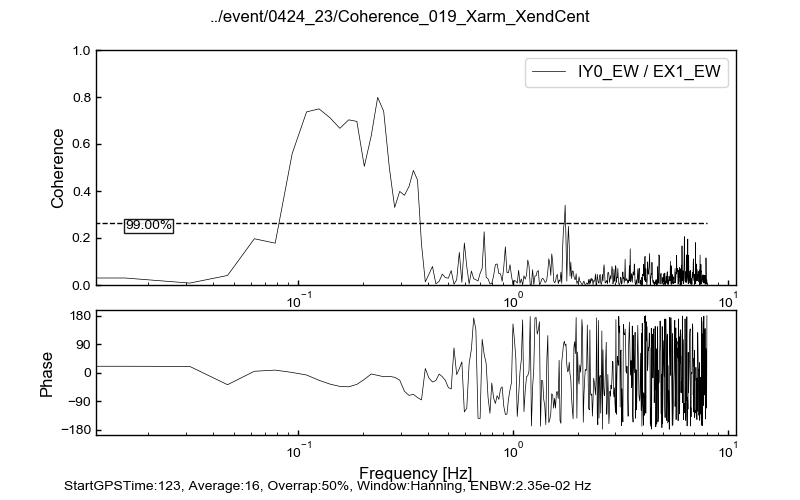 ../event/0424_23/Coherence_019_Xarm_XendCent
1.0
0.8
0.6
0.4
0.2
0.0
Coherence
IY0_EW / EX1_EW
99.00%
10⁻¹ 10⁰ 10¹
180
90
0
−90
−180
Phase
10⁻¹ 10⁰ 10¹
Frequency [Hz]
StartGPSTime:123, Average:16, Overrap:50%, Window:Hanning, ENBW:2.35e-02 Hz